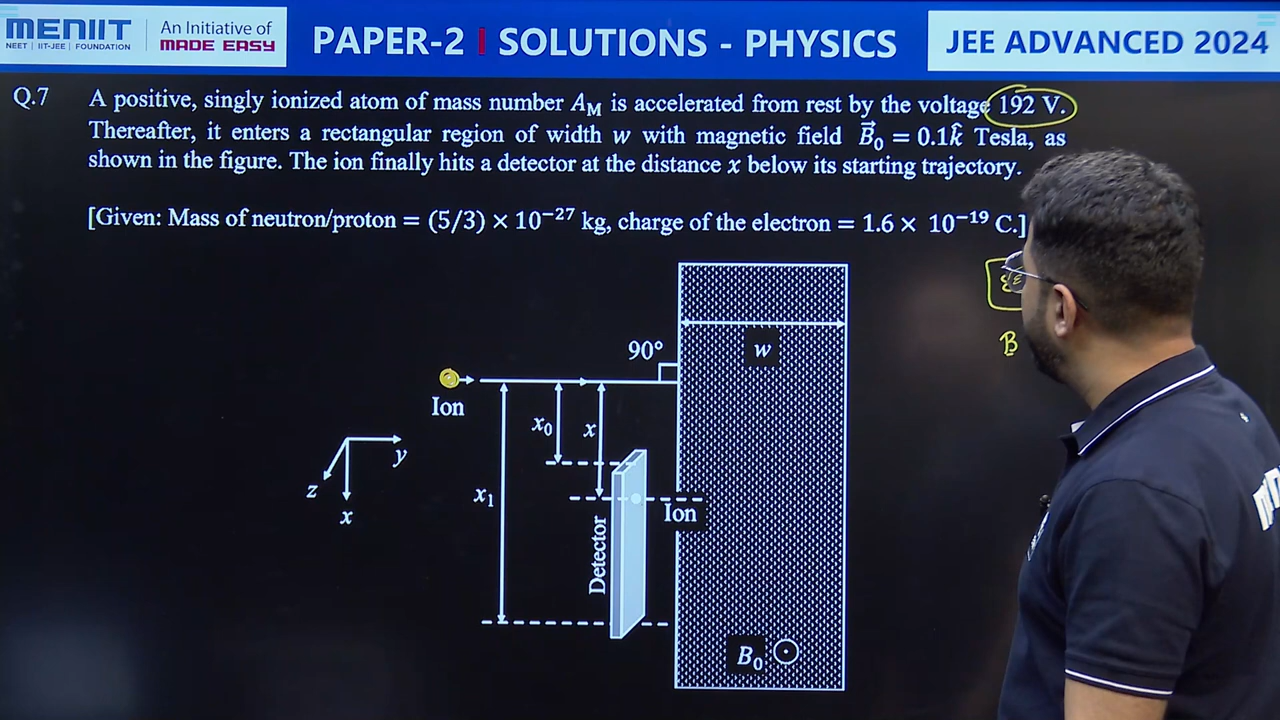 MENIIT
NEET | IIT-JEE | FOUNDATION
An Initiative of
MADE EASY
PAPER-2 | SOLUTIONS - PHYSICS
JEE ADVANCED 2024
Q.7 A positive, singly ionized atom of mass number A_M is accelerated from rest by the voltage 192 V.
Thereafter, it enters a rectangular region of width w with magnetic field B⃗₀ = 0.1k̂ Tesla, as
shown in the figure. The ion finally hits a detector at the distance x below its starting trajectory.
[Given: Mass of neutron/proton = (5/3) × 10⁻²⁷ kg, charge of the electron = 1.6 × 10⁻¹⁹ C.]
B
90°
w
Ion
x₀
x
y
z
x
x₁
Ion
Detector
B₀